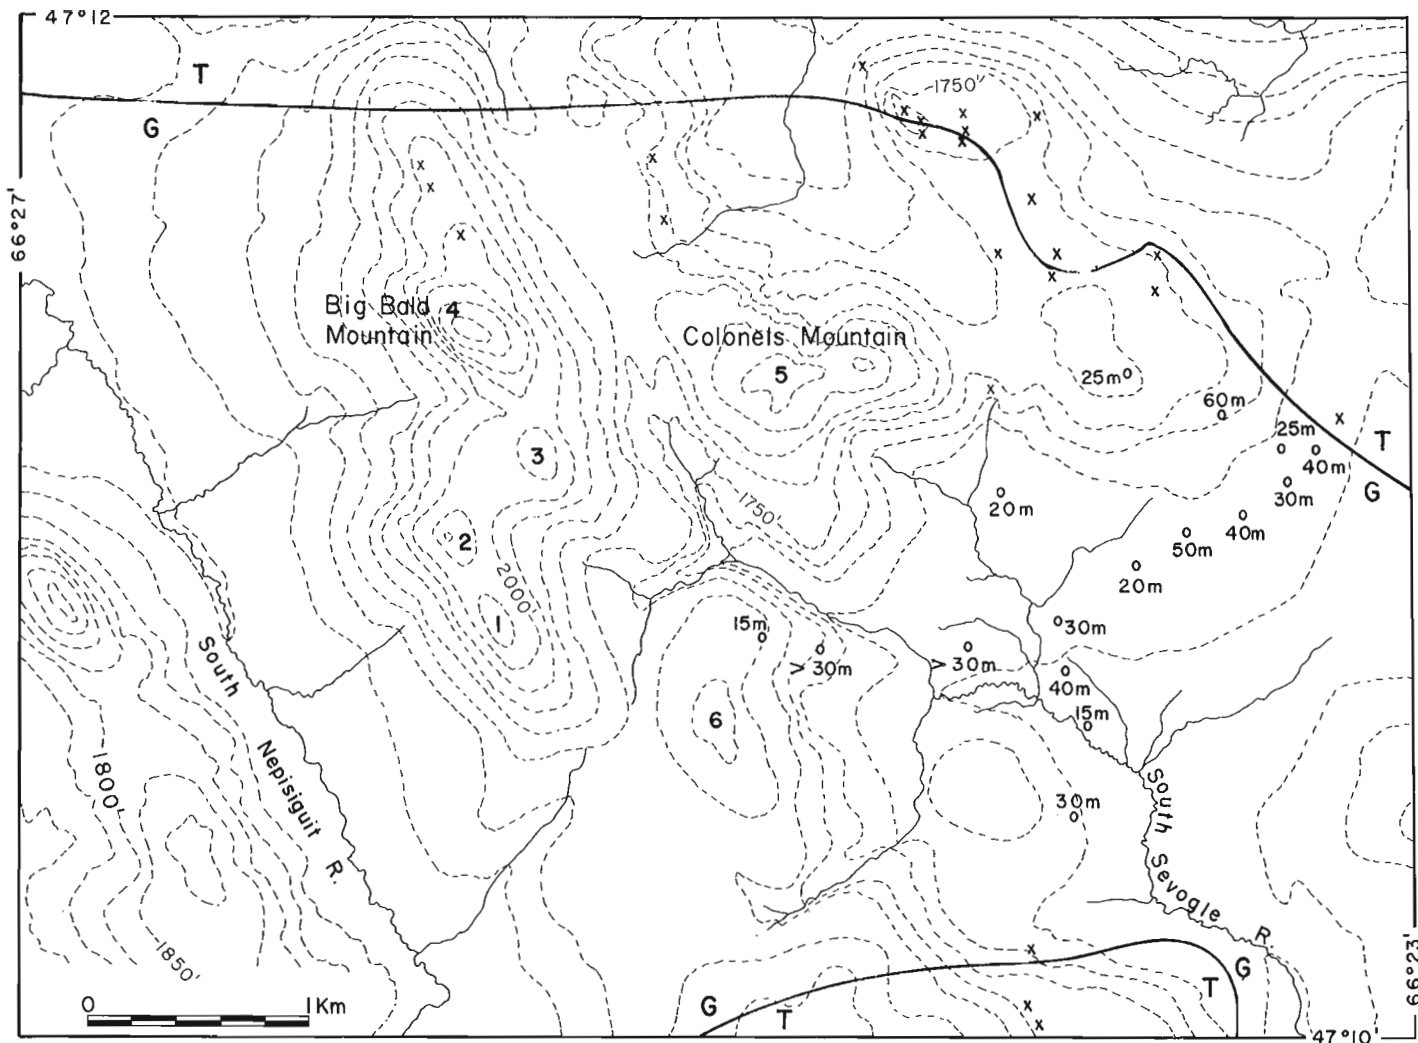 47°12'
T
1750'
G
x
66°27'
Big Bald 4
Mountain
Colonels Mountain
5
25m
60m
25m
T
40m
G
30m
3
20m
1750'
40m
50m
2
2000'
20m
1
15m
30m
South
> 30m
> 30m
40m
6
15m
1800'
Nepisiguit
R.
30m
South
Sevogle
R.
1850'
66°23'
0
1 Km
G
T
T
G
47°10'